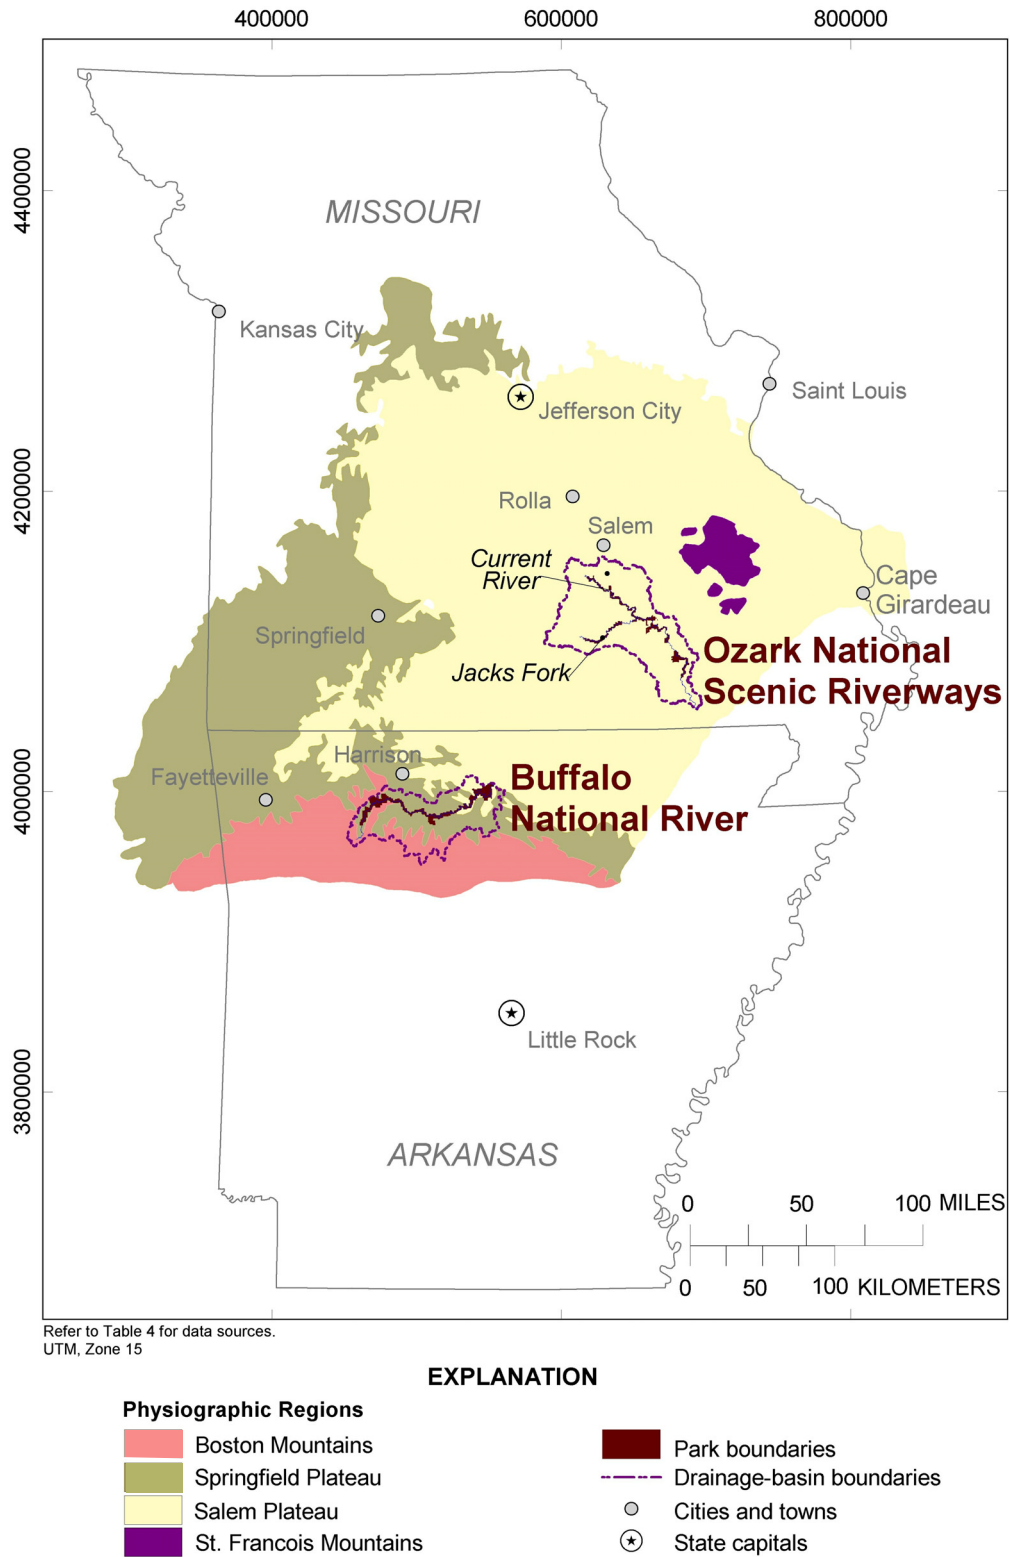 400000 600000 800000
4400000
MISSOURI
Kansas City
Saint Louis
Jefferson City
4200000
Rolla
Salem
Current
River
Cape
Girardeau
Springfield
Jacks Fork
Ozark National
Scenic Riverways
Harrison
Fayetteville
4000000
Buffalo
National River
Little Rock
3800000
ARKANSAS
0 50 100 MILES
0 50 100 KILOMETERS
Refer to Table 4 for data sources.
UTM, Zone 15
EXPLANATION
Physiographic Regions
Boston Mountains
Springfield Plateau
Salem Plateau
St. Francois Mountains
Park boundaries
Drainage-basin boundaries
Cities and towns
State capitals